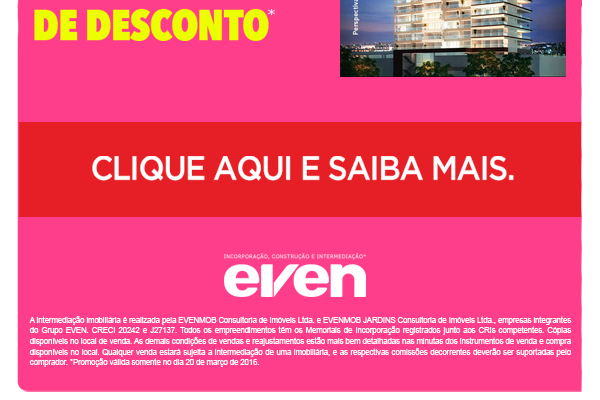 DE DESCONTO*
Perspectiva
CLIQUE AQUI E SAIBA MAIS.
INCORPORAÇÃO, CONSTRUÇÃO E INTERMEDIAÇÃO*
even
A intermediação imobiliária é realizada pela EVENMOB Consultoria de Imóveis Ltda. e EVENMOB JARDINS Consultoria de Imóveis Ltda., empresas integrantes
do Grupo EVEN. CRECI 20242 e J27137. Todos os empreendimentos têm os Memoriais de Incorporação registrados junto aos CRIs competentes. Cópias
disponíveis no local de venda. As demais condições de vendas e reajustamentos estão mais bem detalhadas nas minutas dos instrumentos de venda e compra
disponíveis no local. Qualquer venda estará sujeita a intermediação de uma imobiliária, e as respectivas comissões decorrentes deverão ser suportadas pelo
comprador. *Promoção válida somente no dia 20 de março de 2016.